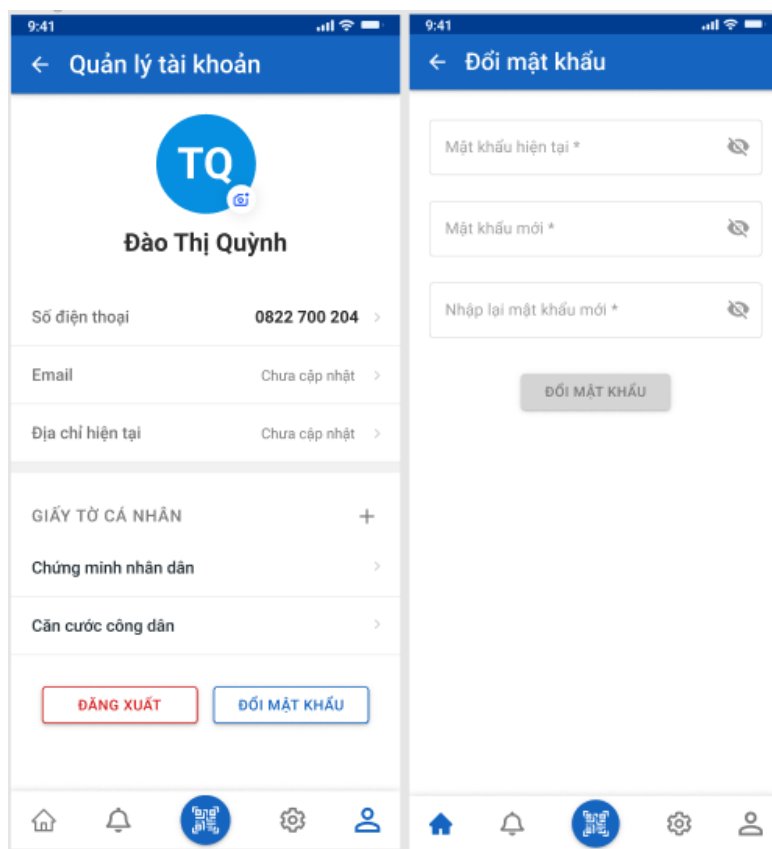 9:41
Quản lý tài khoản
TQ
Đào Thị Quỳnh
Số điện thoại 0822 700 204
Email Chưa cập nhật
Địa chỉ hiện tại Chưa cập nhật
GIẤY TỜ CÁ NHÂN
Chứng minh nhân dân
Căn cước công dân
ĐĂNG XUẤT ĐỔI MẬT KHẨU
9:41
Đổi mật khẩu
Mật khẩu hiện tại *
Mật khẩu mới *
Nhập lại mật khẩu mới *
ĐỔI MẬT KHẨU